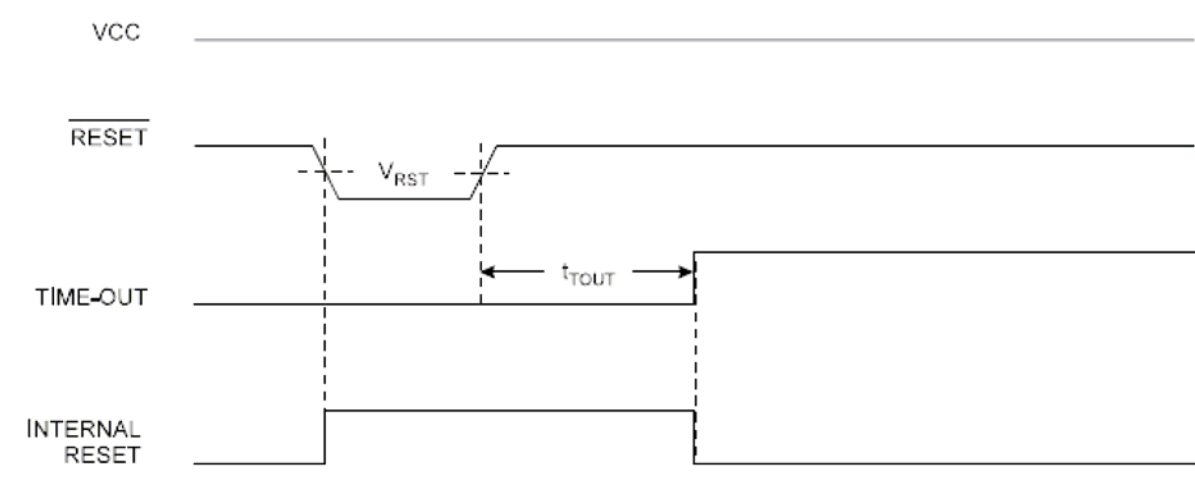 VCC
RESET
VRST
tTOUT
TIME-OUT
INTERNAL
RESET